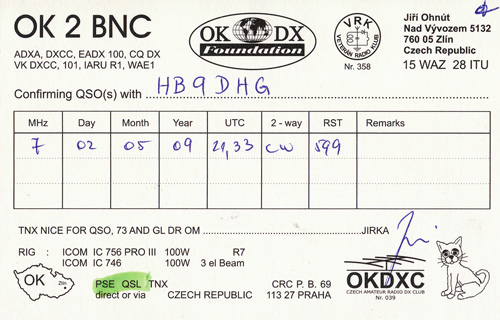 OK 2 BNC
ADXA, DXCC, EADX 100, CQ DX
VK DXCC, 101, IARU R1, WAE1
OK DX
Foundation
VRK
VETERÁN RADIO KLUB
Nr. 358
Jiří Ohnút
Nad Vývozem 5132
760 05 Zlín
Czech Republic
15 WAZ 28 ITU
Confirming QSO(s) with HB9DHG
MHz Day Month Year UTC 2 - way RST Remarks
7 02 05 09 21,33 CW 599
TNX NICE FOR QSO, 73 AND GL DR OM JIRKA
RIG : ICOM IC 756 PRO III 100W R7
ICOM IC 746 100W 3 el Beam
OK
Zlín
PSE QSL TNX
direct or via CZECH REPUBLIC
CRC P. B. 69
113 27 PRAHA
OKDXC
CZECH AMATEUR RADIO DX CLUB
Nr. 039